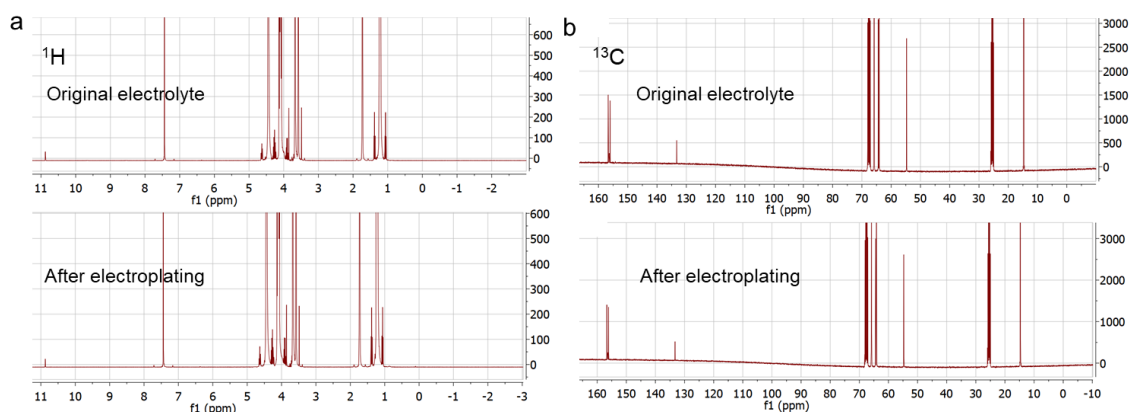 a
¹H
Original electrolyte
600
500
400
300
200
100
0
11 10 9 8 7 6 5 4 3 2 1 0 -1 -2
f1 (ppm)
After electroplating
600
500
400
300
200
100
0
11 10 9 8 7 6 5 4 3 2 1 0 -1 -2 -3
f1 (ppm)
b
¹³C
Original electrolyte
3000
2500
2000
1500
1000
500
0
160 150 140 130 120 110 100 90 80 70 60 50 40 30 20 10 0
f1 (ppm)
After electroplating
3000
2000
1000
0
160 150 140 130 120 110 100 90 80 70 60 50 40 30 20 10 0 -10
f1 (ppm)